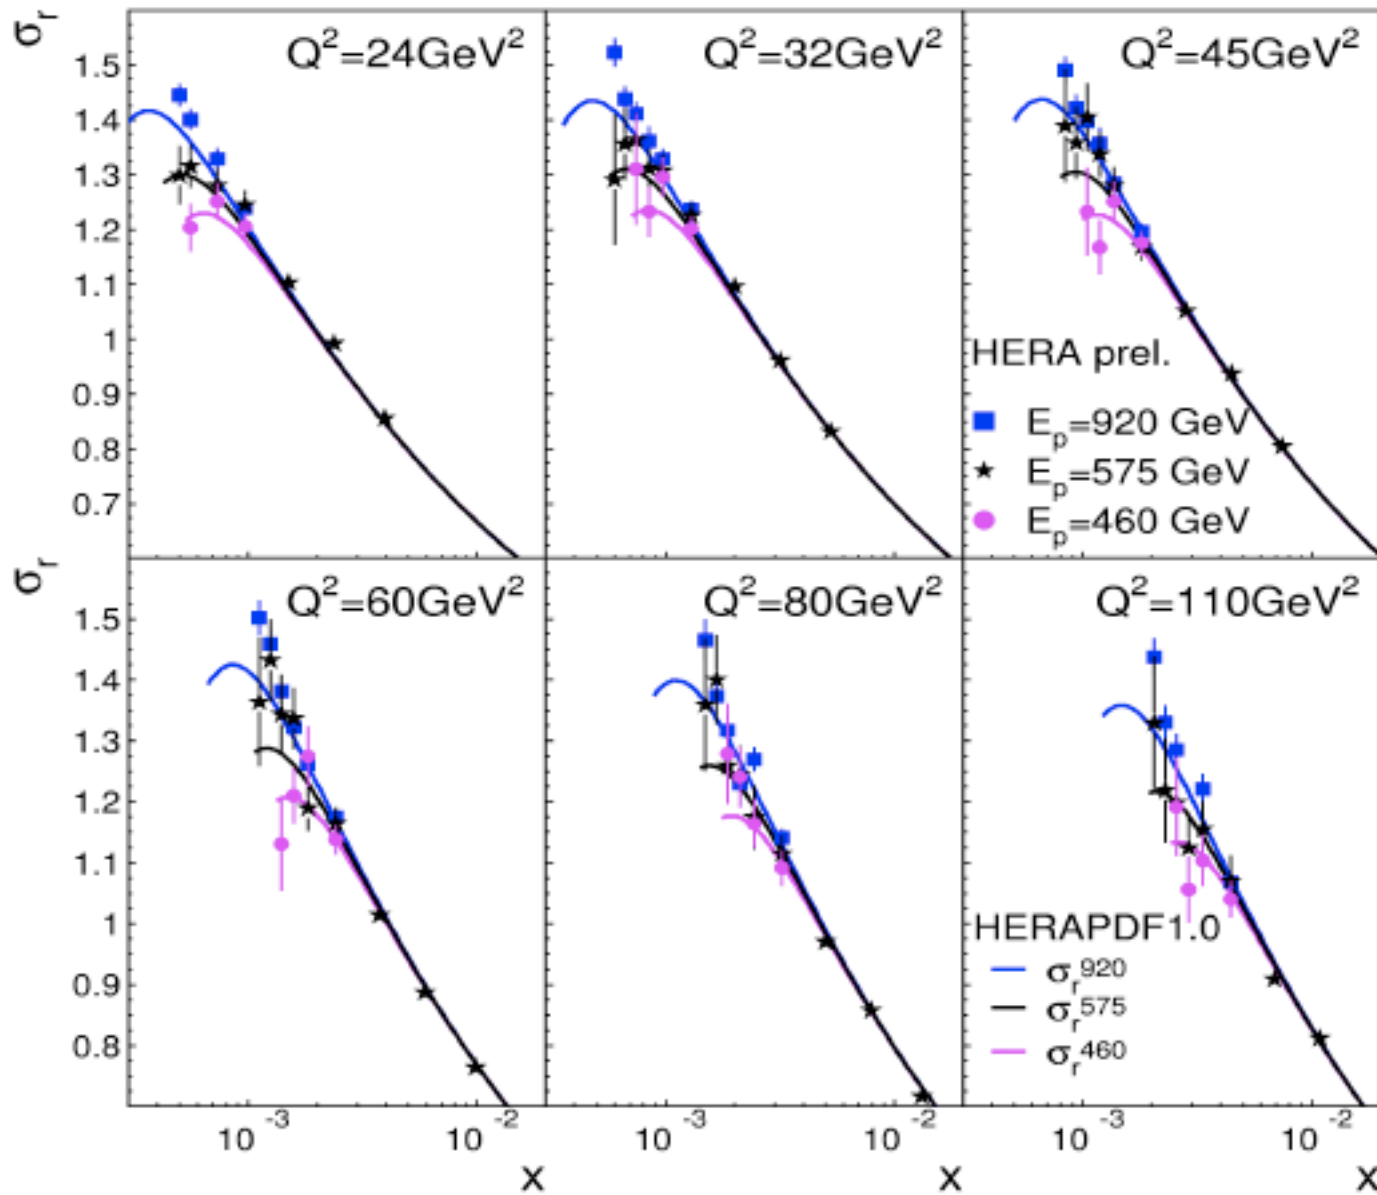 σr
Q²=24GeV²
Q²=32GeV²
Q²=45GeV²
1.5
1.4
1.3
1.2
1.1
1
0.9
0.8
0.7
HERA prel.
Ep=920 GeV
Ep=575 GeV
Ep=460 GeV
σr
Q²=60GeV²
Q²=80GeV²
Q²=110GeV²
1.5
1.4
1.3
1.2
1.1
1
0.9
0.8
HERAPDF1.0
σr⁹²⁰
σr⁵⁷⁵
σr⁴⁶⁰
10⁻³ 10⁻² 10⁻³ 10⁻² 10⁻³ 10⁻²
x x x